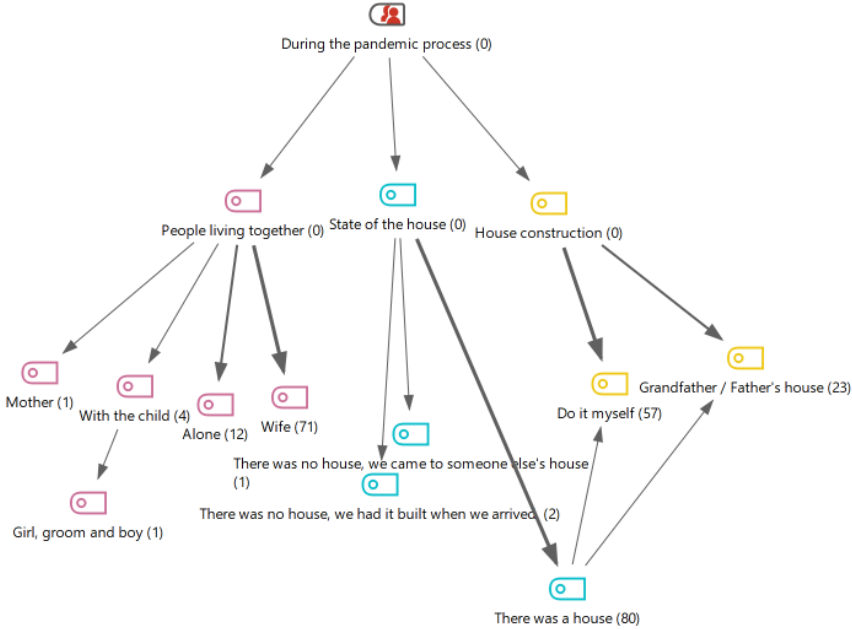 During the pandemic process (0)
People living together (0)
State of the house (0)
House construction (0)
Mother (1)
With the child (4)
Alone (12)
Wife (71)
Grandfather / Father's house (23)
Do it myself (57)
There was no house, we came to someone else's house
(1)
There was no house, we had it built when we arrived. (2)
Girl, groom and boy (1)
There was a house (80)